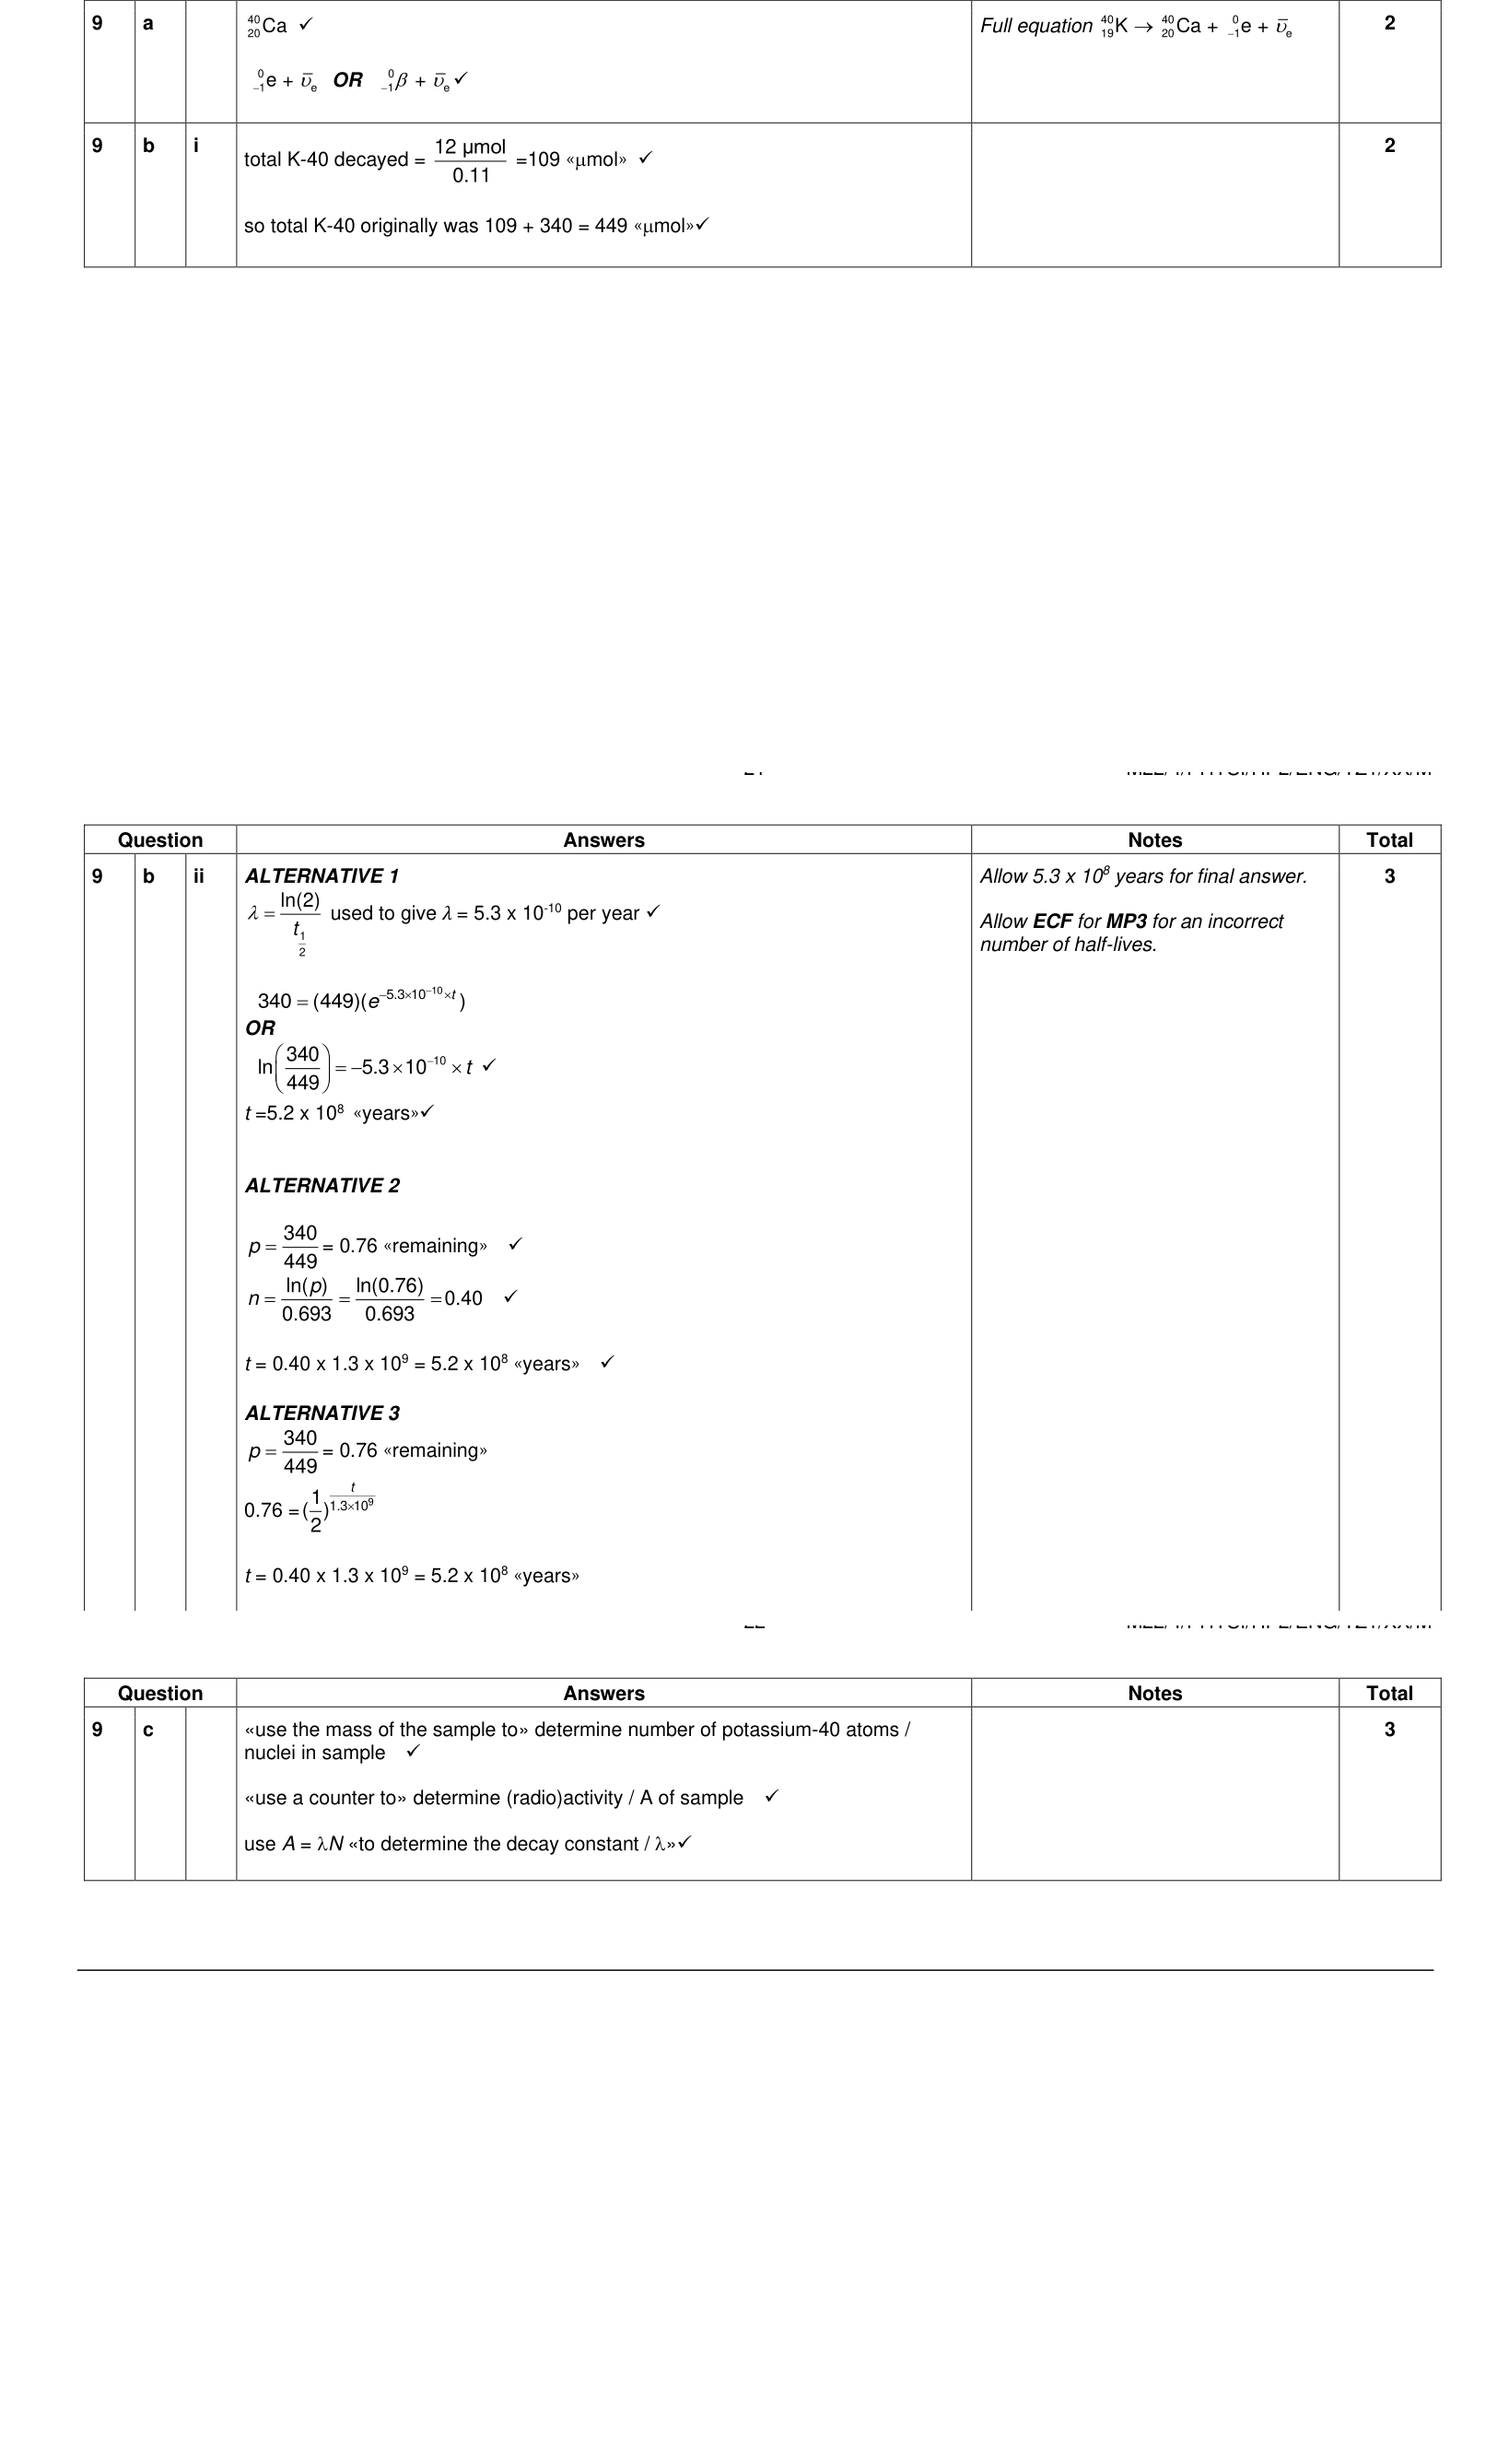 9 a ⁴⁰₂₀Ca ✓ Full equation ⁴⁰₁₉K → ⁴⁰₂₀Ca + ⁰₋₁e + ῡₑ 2
⁰₋₁e + ῡₑ OR ⁰₋₁β + ῡₑ ✓
9 b i total K-40 decayed = 12 µmol / 0.11 =109 «µmol» ✓ 2
so total K-40 originally was 109 + 340 = 449 «µmol»✓
Question Answers Notes Total
9 b ii ALTERNATIVE 1 Allow 5.3 x 10⁸ years for final answer. 3
λ = ln(2) / t½ used to give λ = 5.3 x 10⁻¹⁰ per year ✓
Allow ECF for MP3 for an incorrect
number of half-lives.
340 = (449)(e^(−5.3×10⁻¹⁰×t))
OR
ln(340/449) = −5.3×10⁻¹⁰ × t ✓
t =5.2 x 10⁸ «years»✓
ALTERNATIVE 2
p = 340/449 = 0.76 «remaining» ✓
n = ln(p)/0.693 = ln(0.76)/0.693 = 0.40 ✓
t = 0.40 x 1.3 x 10⁹ = 5.2 x 10⁸ «years» ✓
ALTERNATIVE 3
p = 340/449 = 0.76 «remaining»
0.76 = (1/2)^(t/1.3×10⁹)
t = 0.40 x 1.3 x 10⁹ = 5.2 x 10⁸ «years»
Question Answers Notes Total
9 c «use the mass of the sample to» determine number of potassium-40 atoms / 3
nuclei in sample ✓
«use a counter to» determine (radio)activity / A of sample ✓
use A = λN «to determine the decay constant / λ»✓